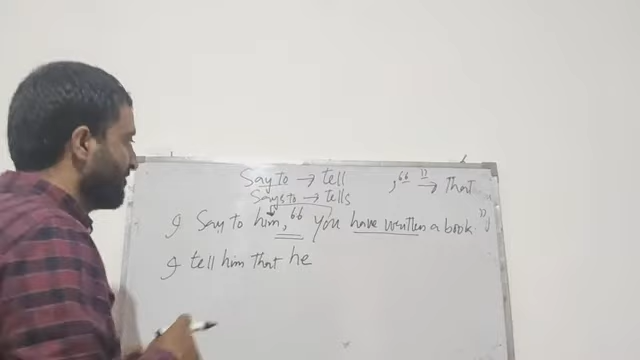 Say to → tell
," " → That
Says to → tells
I Say to him, " you have written a book."
I tell him that he